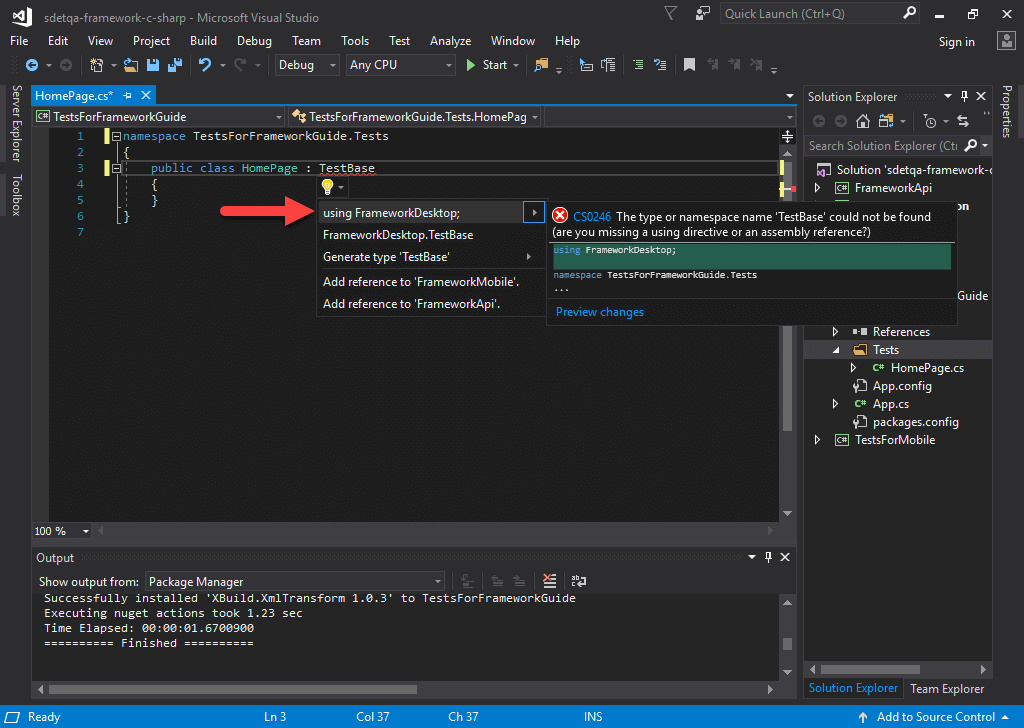 sdetqa-framework-c-sharp - Microsoft Visual Studio
Quick Launch (Ctrl+Q)
File Edit View Project Build Debug Team Tools Test Analyze Window Help
Sign in
Debug Any CPU Start
Server Explorer
Toolbox
HomePage.cs*
TestsForFrameworkGuide
TestsForFrameworkGuide.Tests.HomePag
1 namespace TestsForFrameworkGuide.Tests
2 {
3 public class HomePage : TestBase
4 {
5 }
6 }
7
using FrameworkDesktop;
FrameworkDesktop.TestBase
Generate type 'TestBase'
Add reference to 'FrameworkMobile'.
Add reference to 'FrameworkApi'.
CS0246 The type or namespace name 'TestBase' could not be found
(are you missing a using directive or an assembly reference?)
using FrameworkDesktop;
namespace TestsForFrameworkGuide.Tests
...
Preview changes
Solution Explorer
Search Solution Explorer (Ctrl
Solution 'sdetqa-framework-c
C# FrameworkApi
on
Guide
References
Tests
C# HomePage.cs
App.config
C# App.cs
packages.config
C# TestsForMobile
Properties
100 %
Output
Show output from: Package Manager
Successfully installed 'XBuild.XmlTransform 1.0.3' to TestsForFrameworkGuide
Executing nuget actions took 1.23 sec
Time Elapsed: 00:00:01.6700900
========== Finished ==========
Solution Explorer Team Explorer
Ready Ln 3 Col 37 Ch 37 INS Add to Source Control